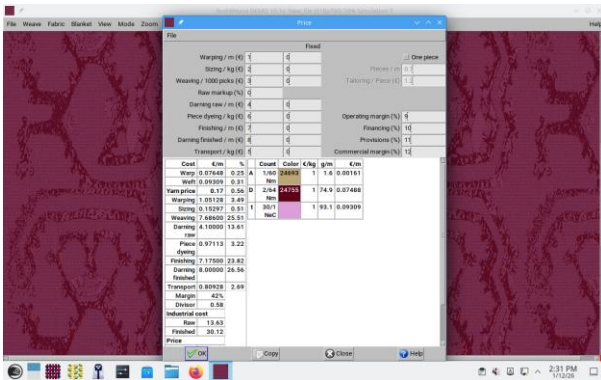 Price
File Weave Fabric Blanket View Mode Zoom
Help
File
Fixed
Warping / m (€) 1 0
One piece
Sizing / kg (€) 2 0
Pieces / m 0.7
Weaving / 1000 picks (€) 3 0
Tailoring / Piece (€)
Raw markup (%) 0
Darning raw / m (€) 4 0
Piece dyeing / kg (€) 6 0
Operating margin (%) 9
Finishing / m (€) 7 0
Financing (%) 10
Darning finished / m (€) 8 0
Provisions (%) 11
Transport / kg (€) 5 0
Commercial margin (%) 12
Cost €/m % Count Color €/kg g/m €/m
Warp 0.07648 0.25 A 1/60 Nm 24693 1 1.6 0.00161
Weft 0.09309 0.31
Yarn price 0.17 0.56 D 2/64 Nm 24755 1 74.9 0.07488
Warping 1.05128 3.49
Sizing 0.15297 0.51 t 30/1 NeC 1 93.1 0.09309
Weaving 7.68600 25.51
Darning raw 4.10000 13.61
Piece dyeing 0.97113 3.22
Finishing 7.17500 23.82
Darning finished 8.00000 26.56
Transport 0.80928 2.69
Margin 42%
Divisor 0.58
Industrial cost
Raw 13.63
Finished 30.12
Price
OK Copy Close Help
2:31 PM
1/12/26